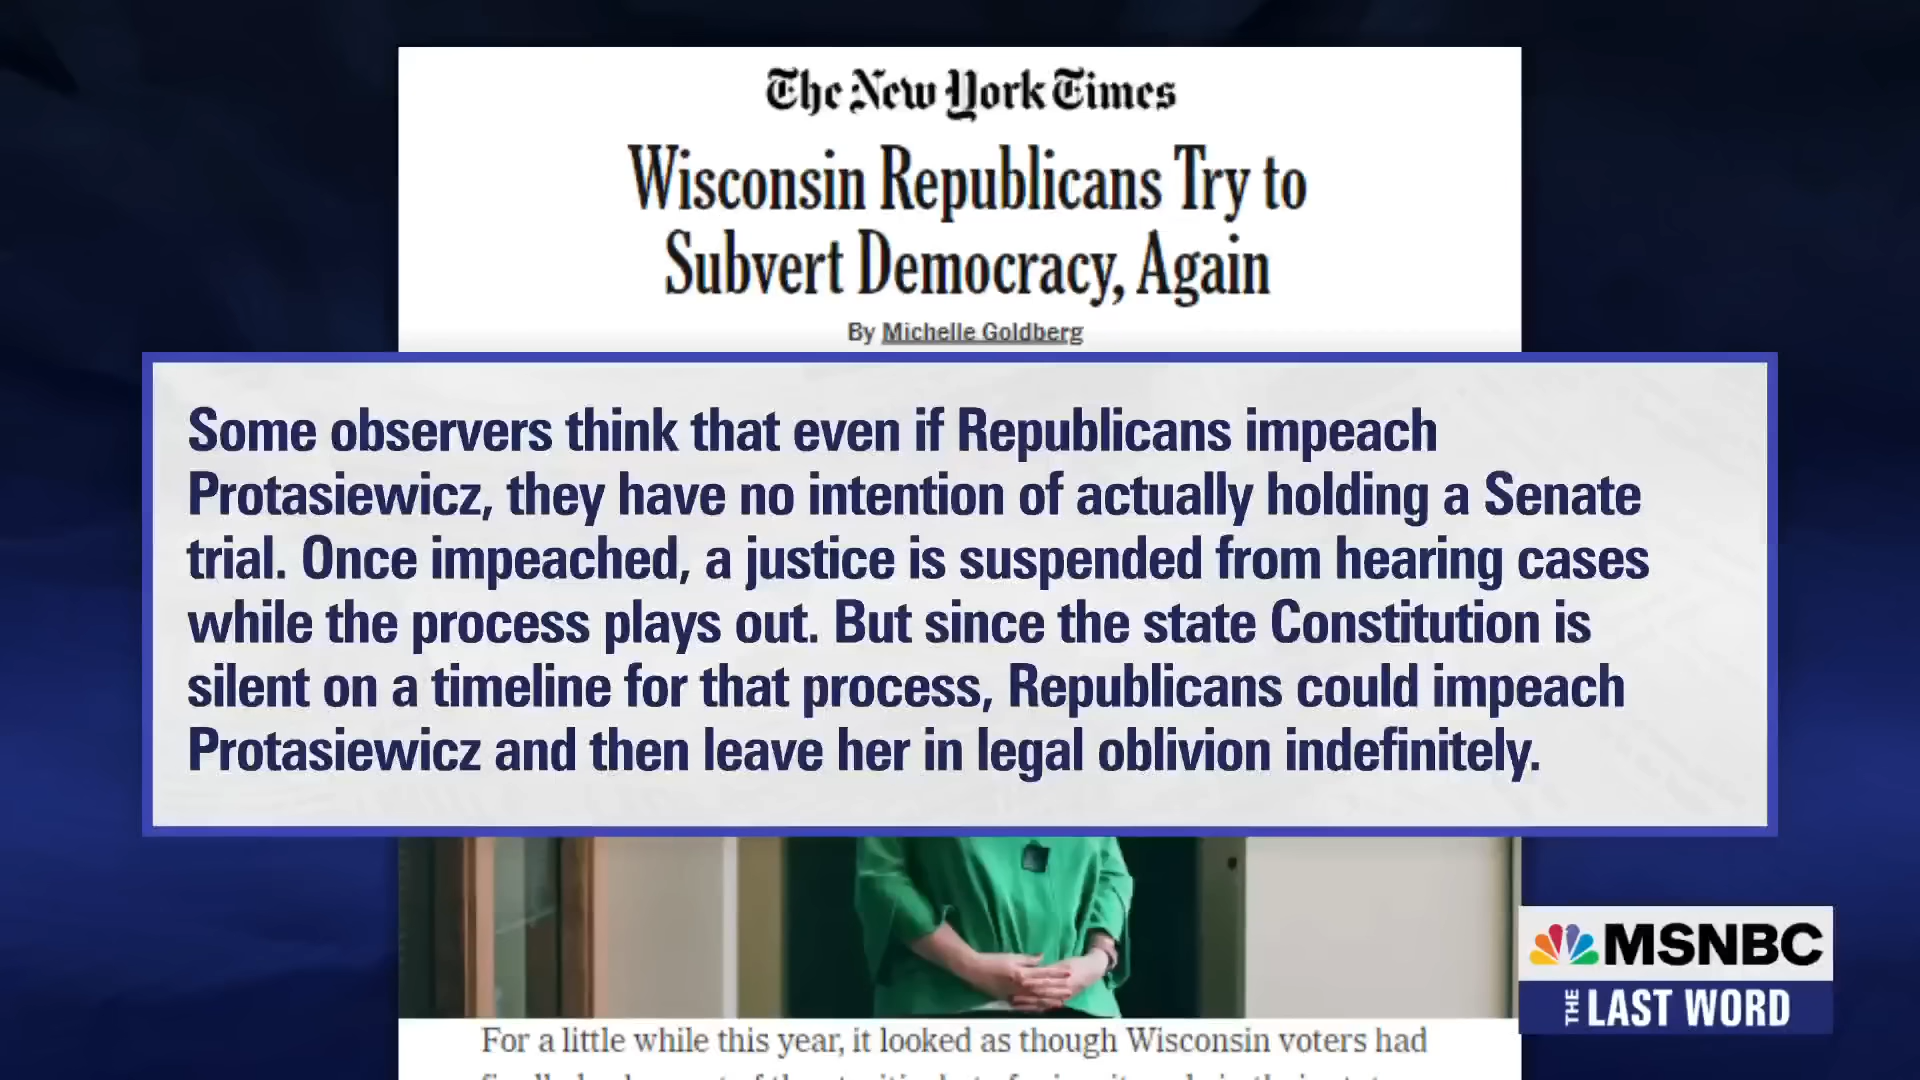 The New York Times
Wisconsin Republicans Try to
Subvert Democracy, Again
By Michelle Goldberg
Some observers think that even if Republicans impeach
Protasiewicz, they have no intention of actually holding a Senate
trial. Once impeached, a justice is suspended from hearing cases
while the process plays out. But since the state Constitution is
silent on a timeline for that process, Republicans could impeach
Protasiewicz and then leave her in legal oblivion indefinitely.
MSNBC
THE LAST WORD
For a little while this year, it looked as though Wisconsin voters had